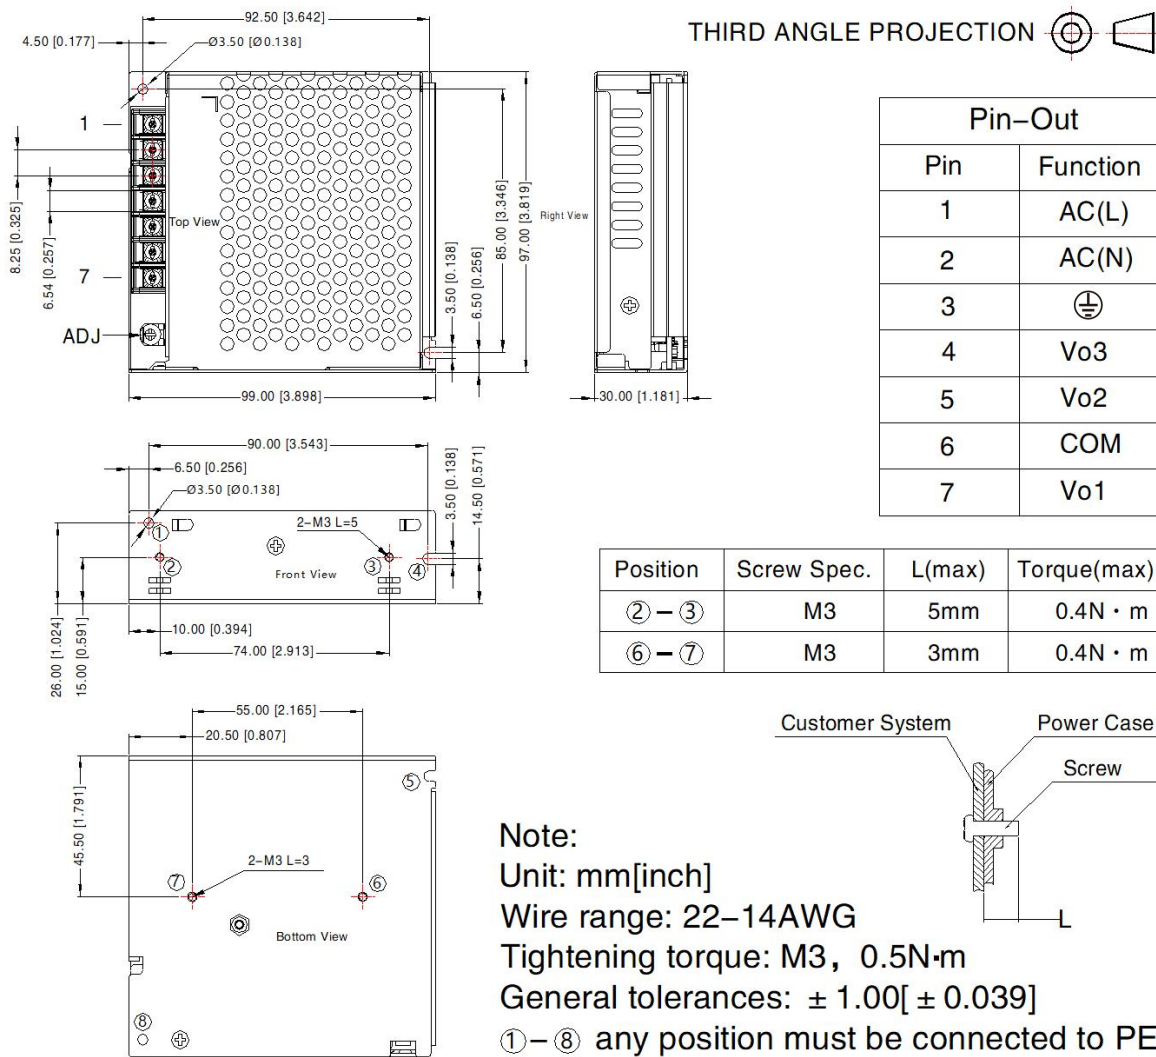 THIRD ANGLE PROJECTION
92.50 [3.642]
4.50 [0.177]
Ø3.50 [Ø0.138]
1
7
ADJ
8.25 [0.325]
6.54 [0.257]
Top View
3.50 [0.138]
6.50 [0.256]
85.00 [3.346]
97.00 [3.819]
99.00 [3.898]
Right View
30.00 [1.181]
Pin-Out
Pin Function
1 AC(L)
2 AC(N)
3
4 Vo3
5 Vo2
6 COM
7 Vo1
90.00 [3.543]
6.50 [0.256]
Ø3.50 [Ø0.138]
2-M3 L=5
①
②
③
④
Front View
3.50 [0.138]
14.50 [0.571]
26.00 [1.024]
15.00 [0.591]
10.00 [0.394]
74.00 [2.913]
Position Screw Spec. L(max) Torque(max)
②-③ M3 5mm 0.4N·m
⑥-⑦ M3 3mm 0.4N·m
55.00 [2.165]
20.50 [0.807]
45.50 [1.791]
⑤
2-M3 L=3
⑦
⑥
Bottom View
⑧
Customer System
Power Case
Screw
L
Note:
Unit: mm[inch]
Wire range: 22-14AWG
Tightening torque: M3, 0.5N·m
General tolerances: ±1.00[±0.039]
①-⑧ any position must be connected to PE